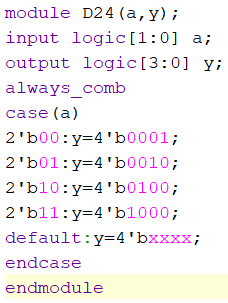 module D24(a,y);
input logic[1:0] a;
output logic[3:0] y;
always_comb
case(a)
2'b00:y=4'b0001;
2'b01:y=4'b0010;
2'b10:y=4'b0100;
2'b11:y=4'b1000;
default:y=4'bxxxx;
endcase
endmodule